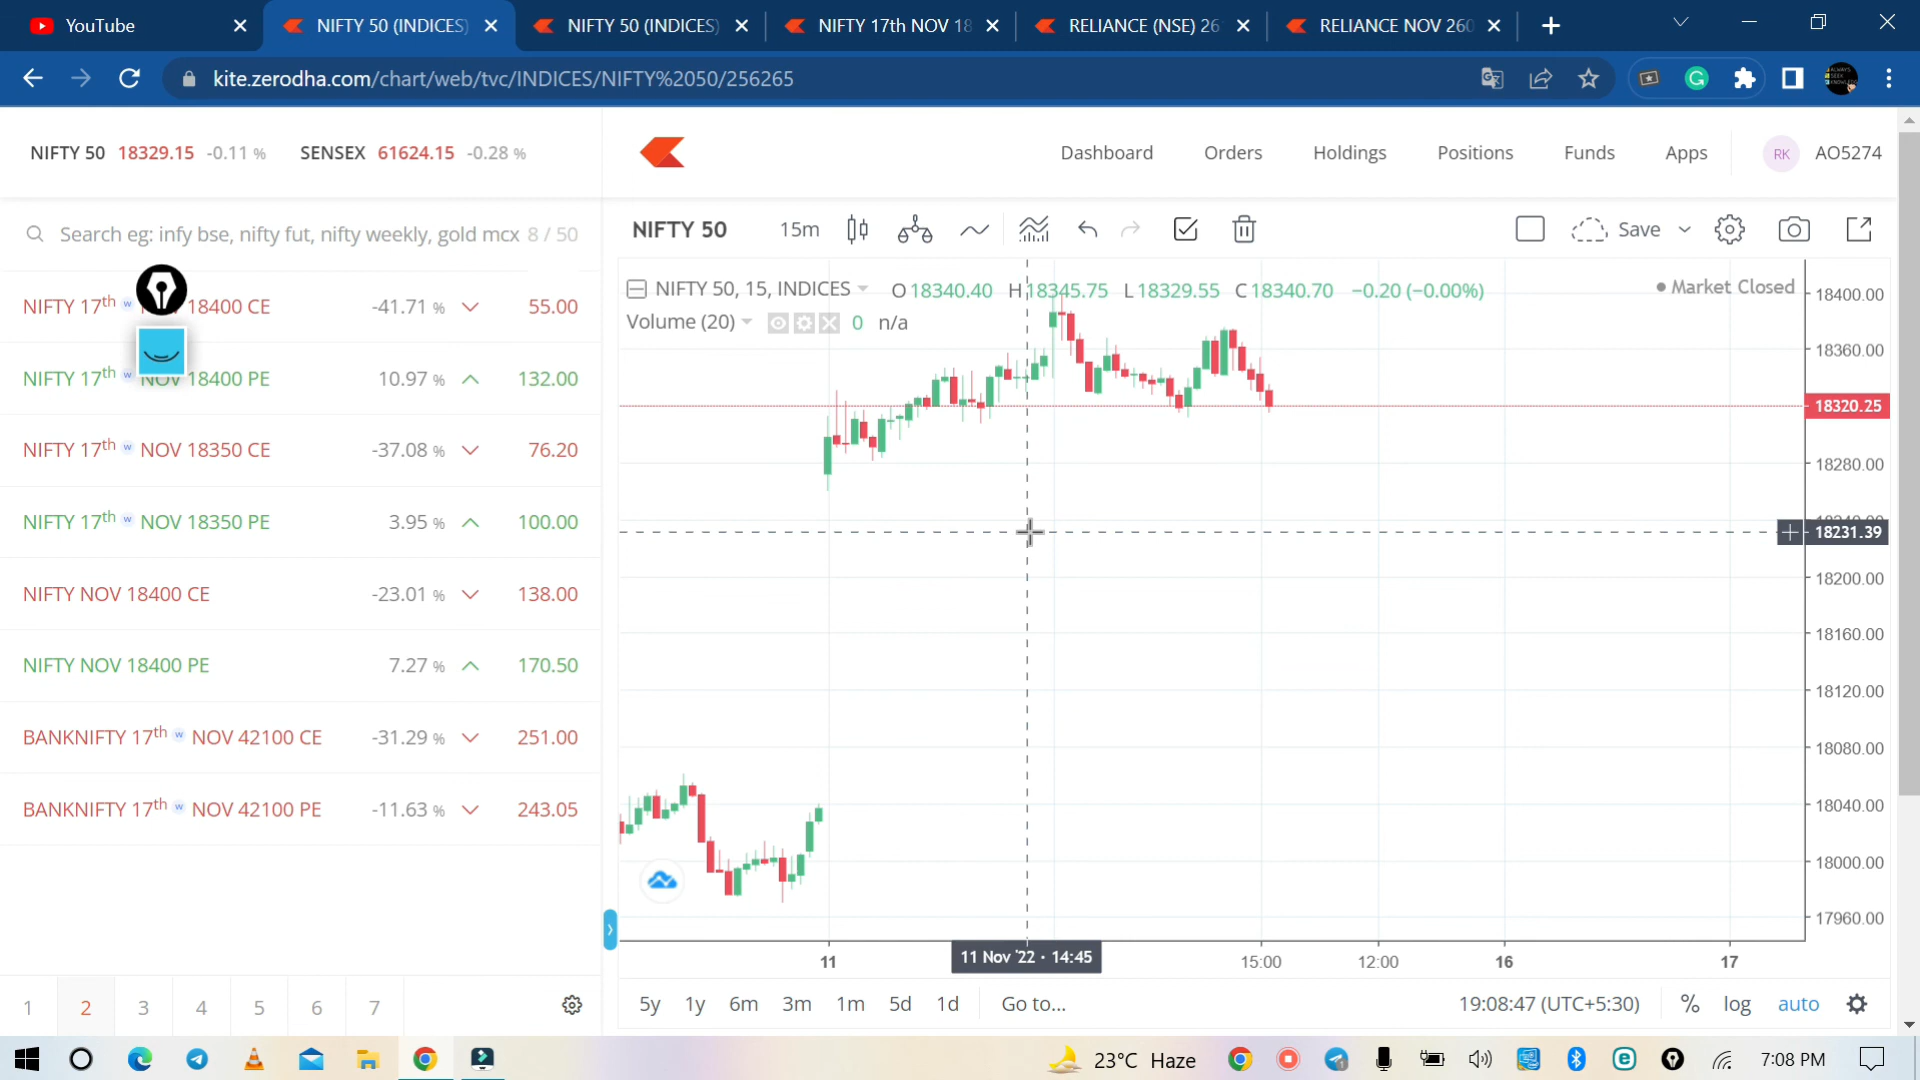 YouTube
NIFTY 50 (INDICES)
NIFTY 50 (INDICES)
NIFTY 17th NOV 18
RELIANCE (NSE) 26
RELIANCE NOV 260
kite.zerodha.com/chart/web/tvc/INDICES/NIFTY%2050/256265
NIFTY 50 18329.15 -0.11 % SENSEX 61624.15 -0.28 %
Dashboard Orders Holdings Positions Funds Apps RK AO5274
Search eg: infy bse, nifty fut, nifty weekly, gold mcx 8 / 50
NIFTY 17th w NOV 18400 CE -41.71 % 55.00
NIFTY 17th w NOV 18400 PE 10.97 % 132.00
NIFTY 17th w NOV 18350 CE -37.08 % 76.20
NIFTY 17th w NOV 18350 PE 3.95 % 100.00
NIFTY NOV 18400 CE -23.01 % 138.00
NIFTY NOV 18400 PE 7.27 % 170.50
BANKNIFTY 17th w NOV 42100 CE -31.29 % 251.00
BANKNIFTY 17th w NOV 42100 PE -11.63 % 243.05
1 2 3 4 5 6 7
NIFTY 50 15m Save
NIFTY 50, 15, INDICES O 18340.40 H 18345.75 L 18329.55 C 18340.70 −0.20 (−0.00%)
Market Closed
Volume (20) 0 n/a
18400.00
18360.00
18320.25
18280.00
18240.00
18231.39
18200.00
18160.00
18120.00
18080.00
18040.00
18000.00
17960.00
11 11 Nov '22 · 14:45 15:00 12:00 16 17
5y 1y 6m 3m 1m 5d 1d Go to... 19:08:47 (UTC+5:30) % log auto
23°C Haze 7:08 PM